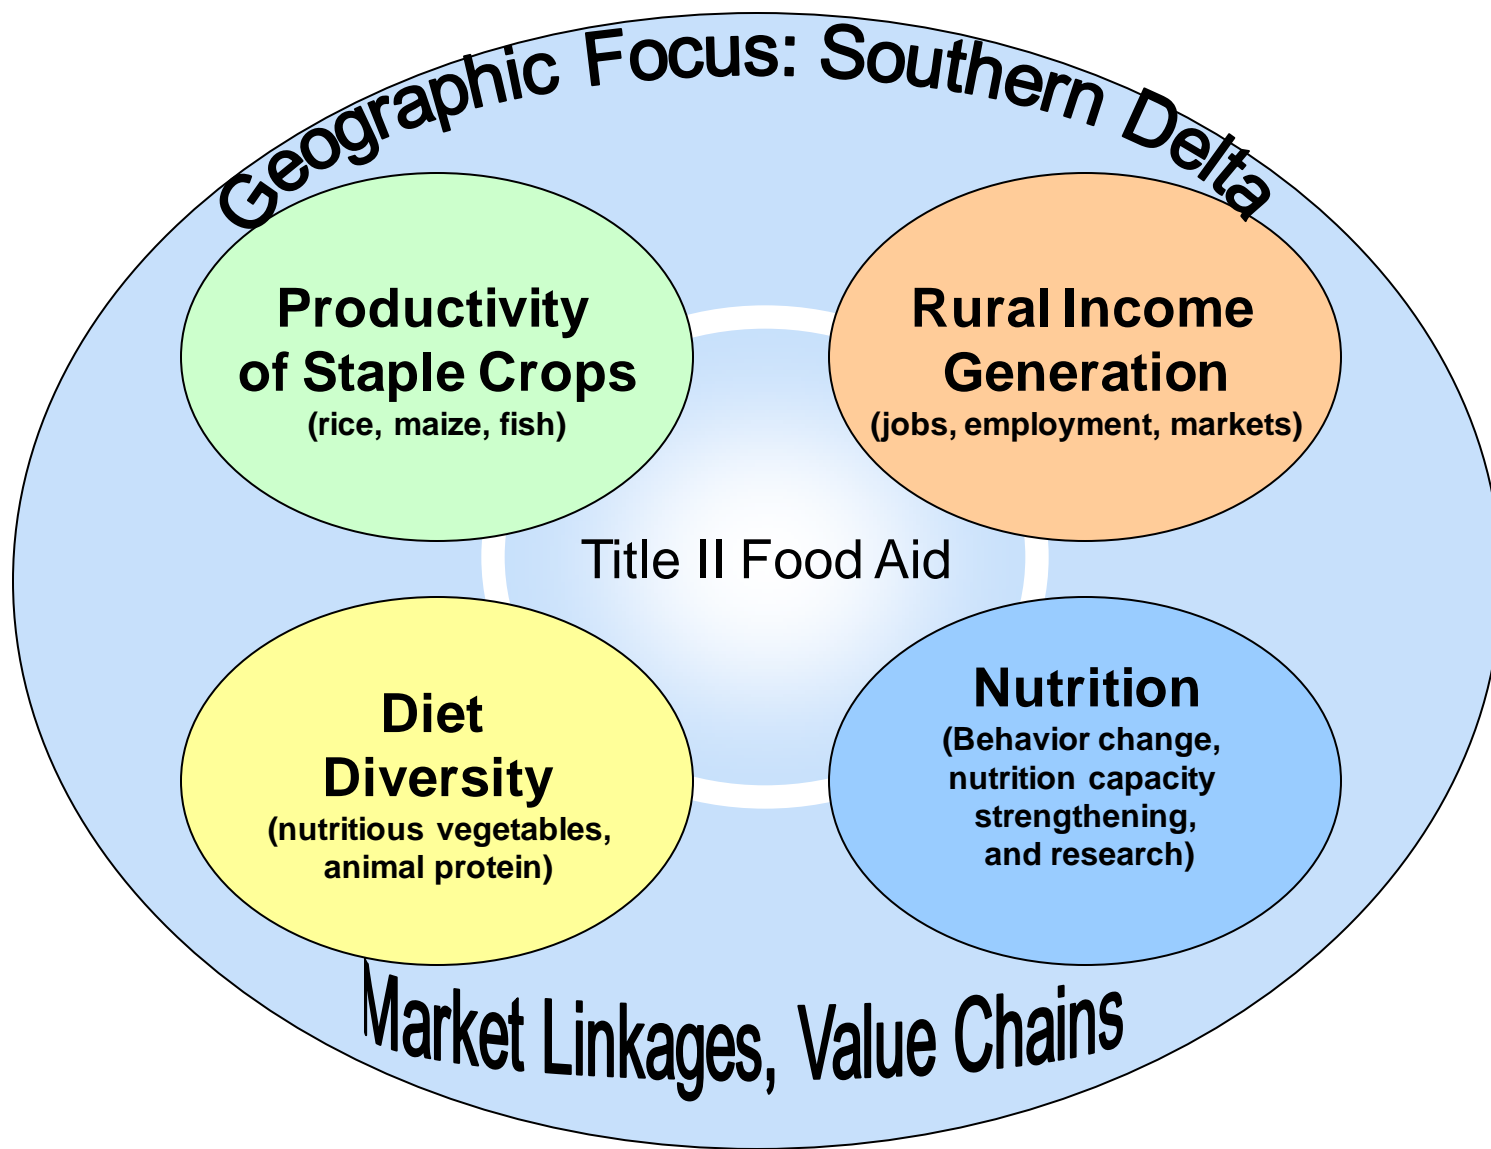 Geographic Focus: Southern Delta
Productivity
of Staple Crops
(rice, maize, fish)
Rural Income
Generation
(jobs, employment, markets)
Title II Food Aid
Diet
Diversity
(nutritious vegetables,
animal protein)
Nutrition
(Behavior change,
nutrition capacity
strengthening,
and research)
Market Linkages, Value Chains